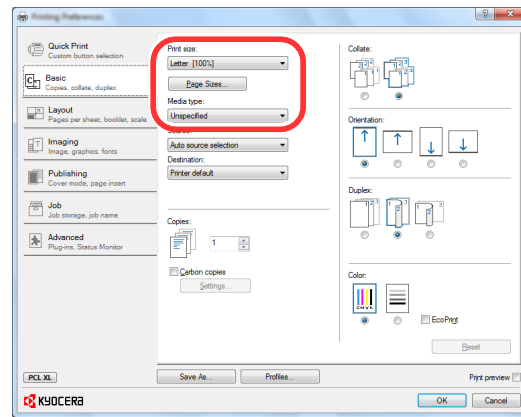 Printing Preferences
Quick Print
Custom button selection
Basic
Copies, collate, duplex
Layout
Pages per sheet, booklet, scale
Imaging
Image, graphics, fonts
Publishing
Cover mode, page insert
Job
Job storage, job name
Advanced
Plug-ins, Status Monitor
Print size:
Letter [100%]
Page Sizes...
Media type:
Unspecified
Source:
Auto source selection
Destination:
Printer default
Copies:
1
Carbon copies
Settings...
Collate:
Orientation:
Duplex:
Color:
CMYK
EcoPrint
Reset
PCL XL
Save As...
Profiles...
Print preview
KYOCERA
OK
Cancel